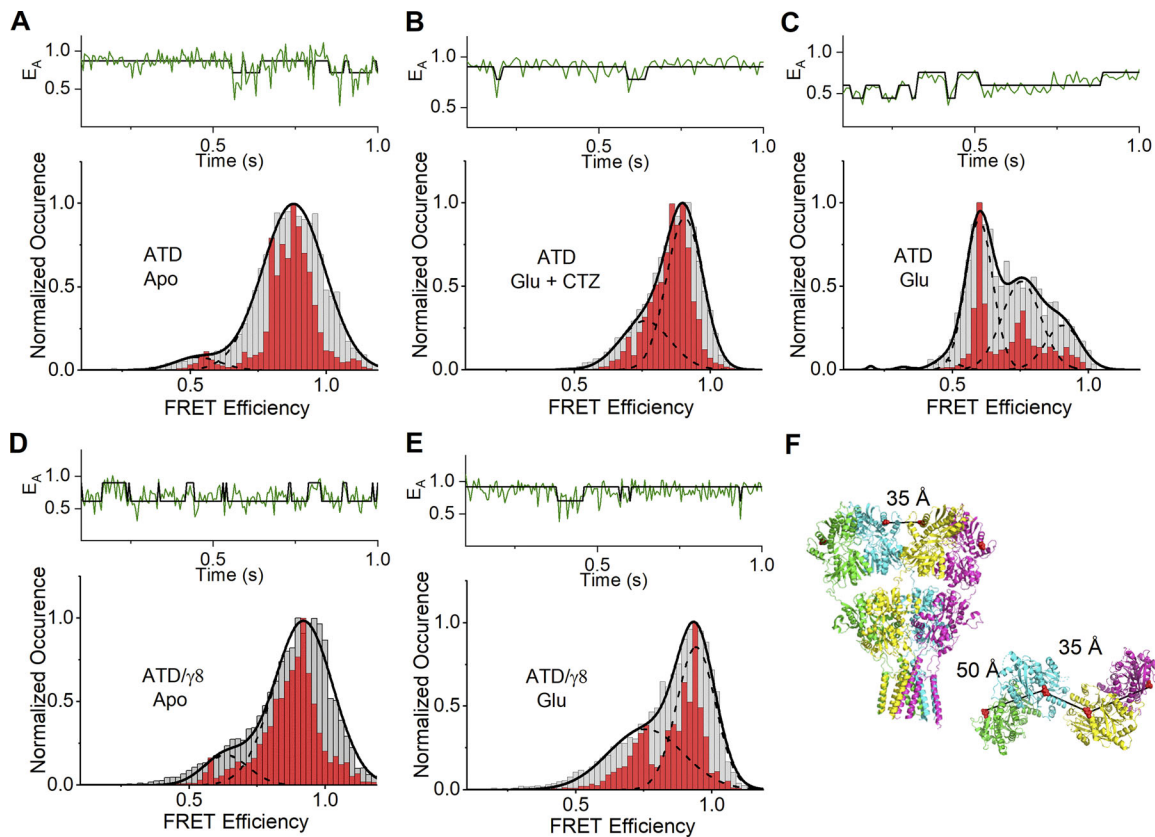 A
E_A
1.0
0.5
0.5
1.0
Time (s)
Normalized Occurence
1.0
0.5
0.0
ATD
Apo
0.5
1.0
FRET Efficiency
B
E_A
1.0
0.5
0.5
1.0
Time (s)
Normalized Occurence
1.0
0.5
0.0
ATD
Glu + CTZ
0.5
1.0
FRET Efficiency
C
E_A
1.0
0.5
0.5
1.0
Time (s)
Normalized Occurence
1.0
0.5
0.0
ATD
Glu
0.5
1.0
FRET Efficiency
D
E_A
1.0
0.5
0.5
1.0
Time (s)
Normalized Occurence
1.0
0.5
0.0
ATD/γ8
Apo
0.5
1.0
FRET Efficiency
E
E_A
1.0
0.5
0.5
1.0
Time (s)
Normalized Occurence
1.0
0.5
0.0
ATD/γ8
Glu
0.5
1.0
FRET Efficiency
F
35 Å
50 Å
35 Å